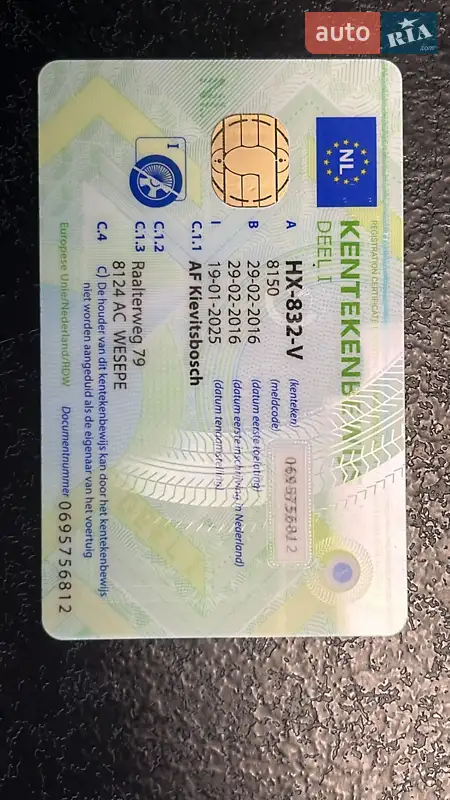 auto RIA .com
REGISTRATION CERTIFICATE
KENTEKENBEWIJS
DEEL I
NL
0695756812
A HX-832-V (kenteken)
8150 (meldcode)
B 29-02-2016 (datum eerste toelating)
29-02-2016 (datum eerste inschrijving in Nederland)
I 19-01-2025 (datum tenaamstelling)
C.1.1 AF Kievitsbosch
C.1.2
C.1.3 Raalterweg 79
8124 AC WESEPE
C.4 c) De houder van dit kentekenbewijs kan door het kentekenbewijs
niet worden aangeduid als de eigenaar van het voertuig
Europese Unie/Nederland/RDW Documentnummer 0695756812
I